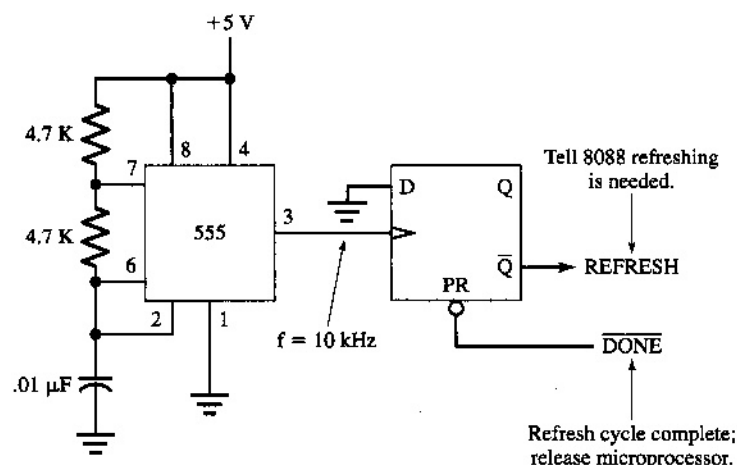 +5 V
4.7 K
8
4
7
4.7 K
555
3
6
2
1
.01 μF
f = 10 kHz
D
Q
Q̅
PR
Tell 8088 refreshing
is needed.
REFRESH
D̅O̅N̅E̅
Refresh cycle complete;
release microprocessor.